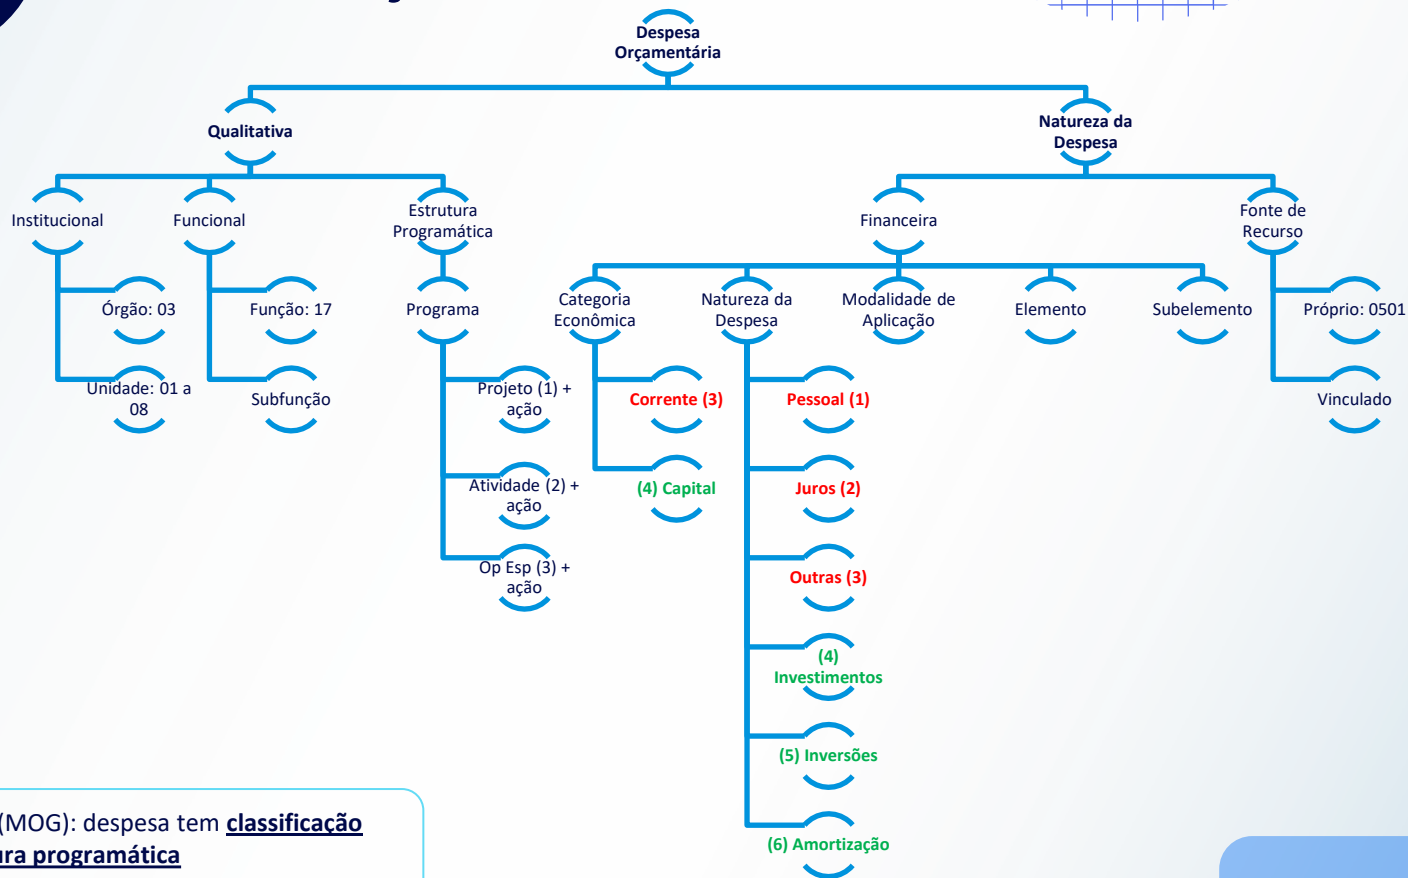 Despesa
Orçamentária
Qualitativa
Natureza da
Despesa
Institucional
Funcional
Estrutura
Programática
Financeira
Fonte de
Recurso
Órgão: 03
Função: 17
Programa
Categoria
Econômica
Natureza da
Despesa
Modalidade de
Aplicação
Elemento
Subelemento
Próprio: 0501
Unidade: 01 a
08
Subfunção
Projeto (1) +
ação
Corrente (3)
Pessoal (1)
Vinculado
Atividade (2) +
ação
(4) Capital
Juros (2)
Op Esp (3) +
ação
Outras (3)
(4)
Investimentos
(5) Inversões
(6) Amortização
(MOG): despesa tem classificação
programática